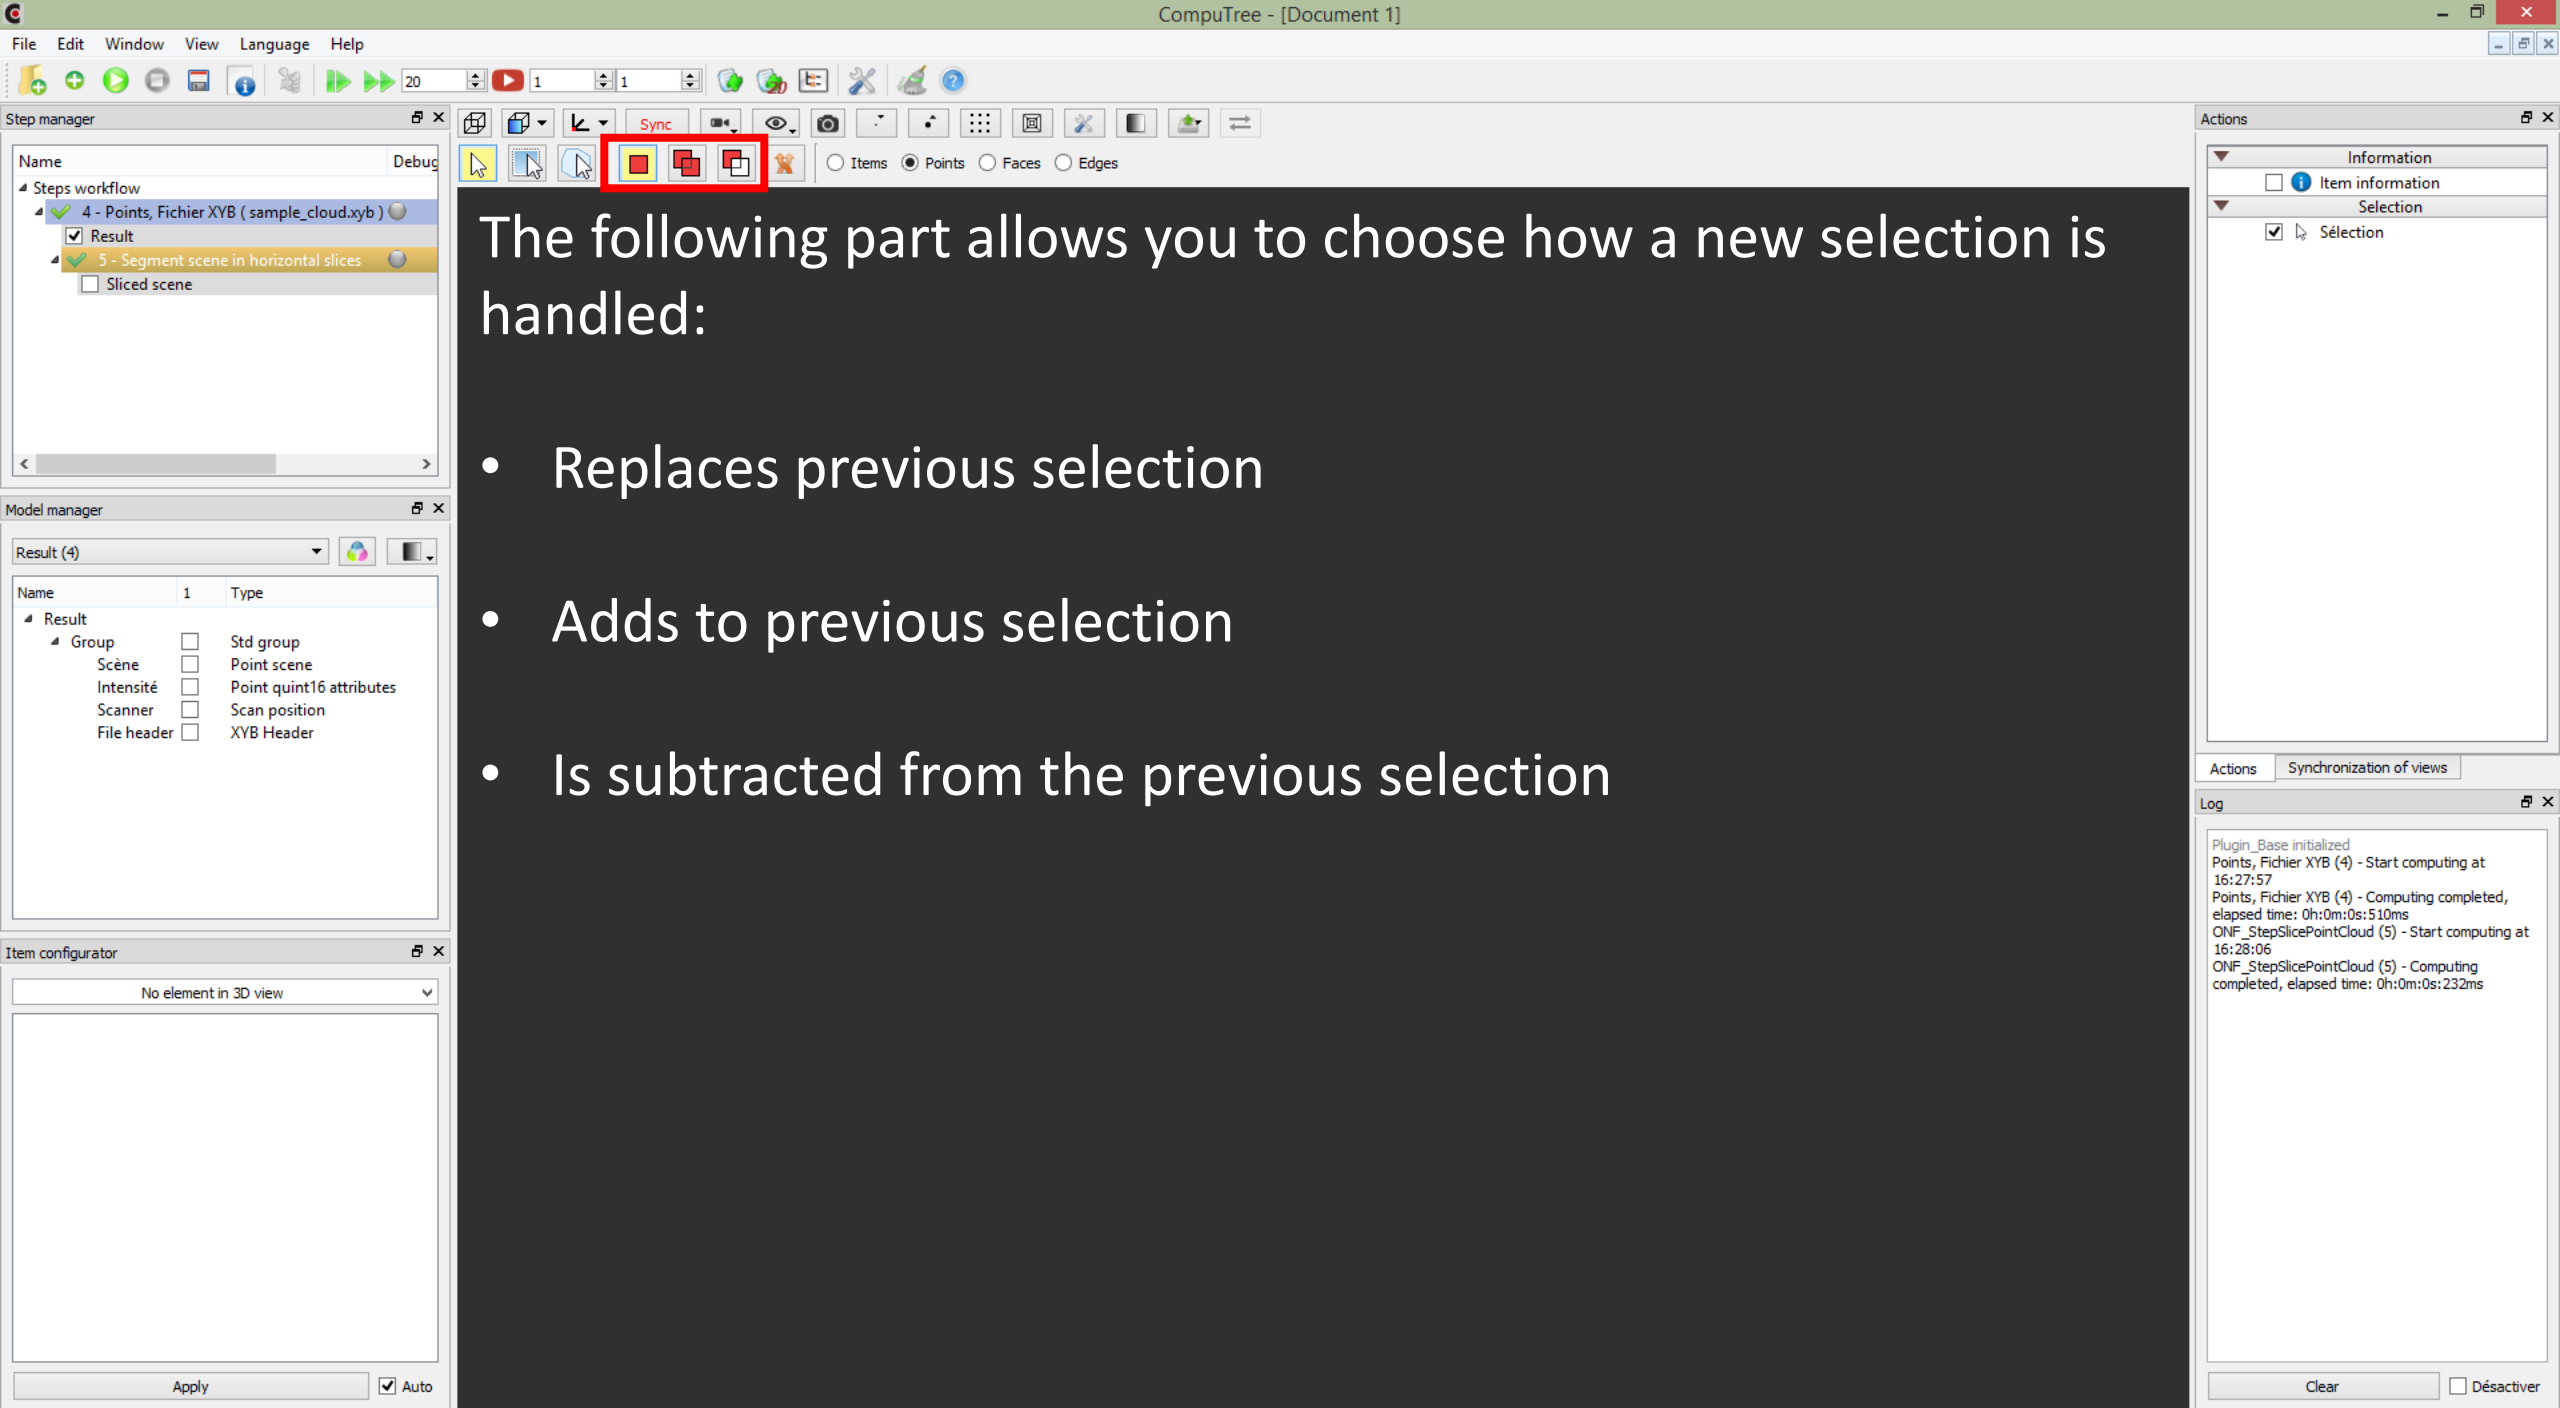 CompuTree - [Document 1]
File Edit Window View Language Help
20 1 1
Step manager
Name Debug
Steps workflow
4 - Points, Fichier XYB ( sample_cloud.xyb )
Result
5 - Segment scene in horizontal slices
Sliced scene
Model manager
Result (4)
Name 1 Type
Result
Group Std group
Scène Point scene
Intensité Point quint16 attributes
Scanner Scan position
File header XYB Header
Item configurator
No element in 3D view
Apply Auto
Sync
Items Points Faces Edges
The following part allows you to choose how a new selection is
handled:
• Replaces previous selection
• Adds to previous selection
• Is subtracted from the previous selection
Actions
Information
Item information
Selection
Sélection
Actions Synchronization of views
Log
Plugin_Base initialized
Points, Fichier XYB (4) - Start computing at
16:27:57
Points, Fichier XYB (4) - Computing completed,
elapsed time: 0h:0m:0s:510ms
ONF_StepSlicePointCloud (5) - Start computing at
16:28:06
ONF_StepSlicePointCloud (5) - Computing
completed, elapsed time: 0h:0m:0s:232ms
Clear Désactiver